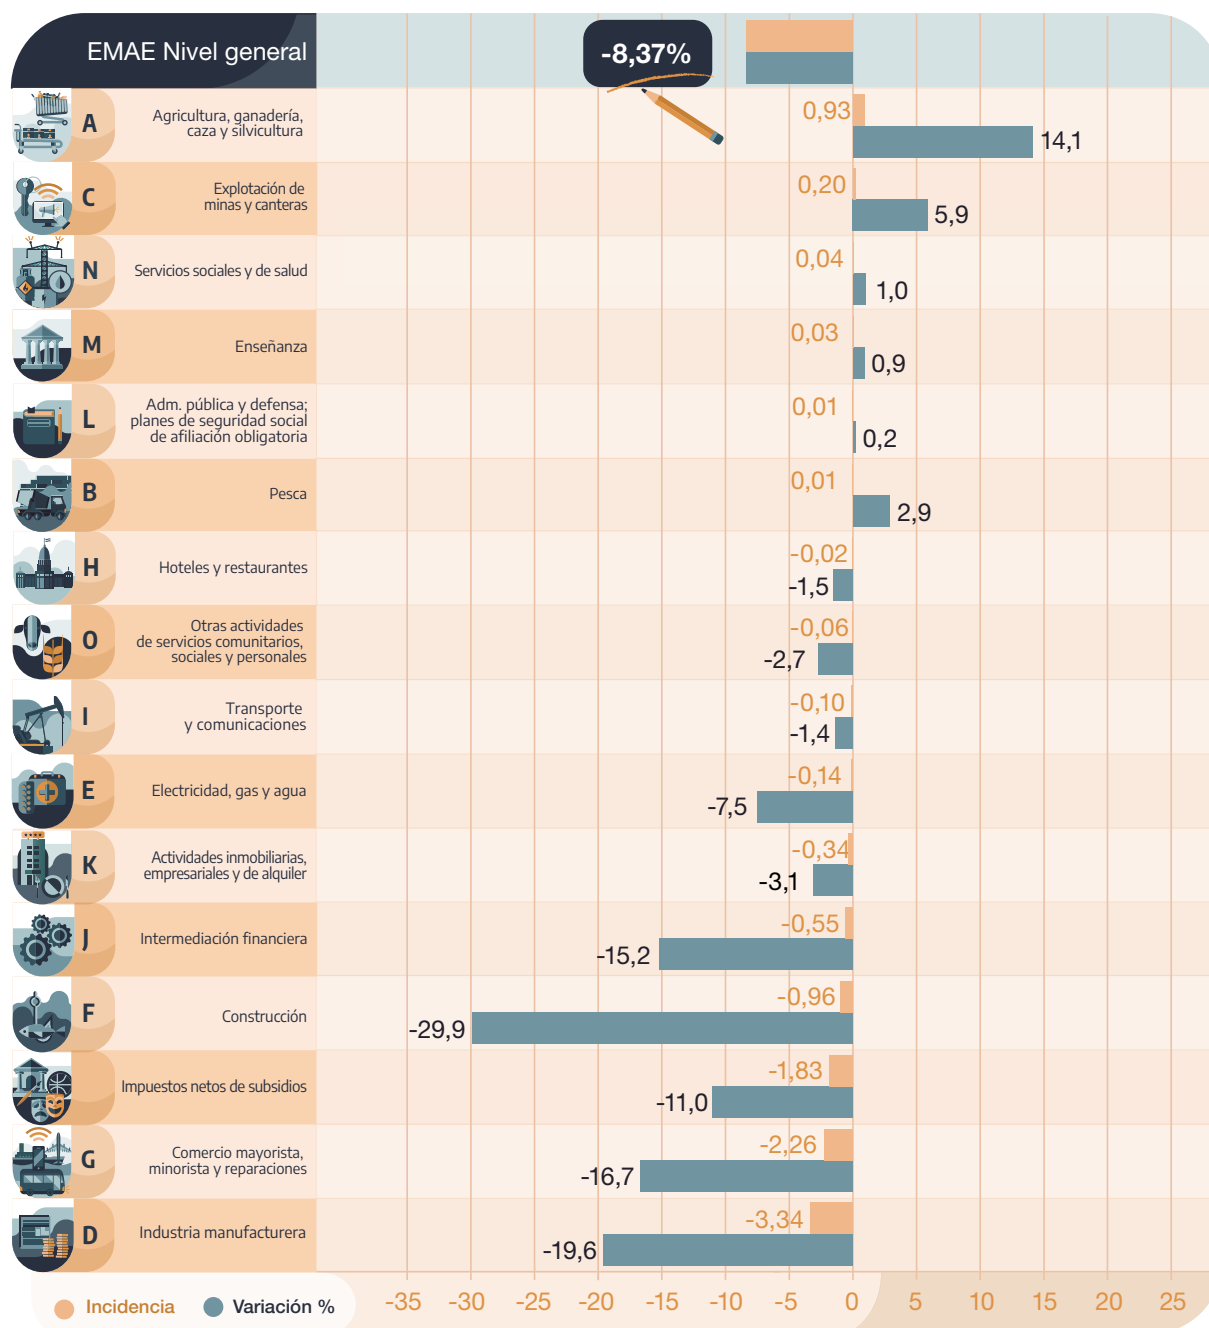 EMAE Nivel general
-8,37%
A
Agricultura, ganadería,
caza y silvicultura
0,93
14,1
C
Explotación de
minas y canteras
0,20
5,9
N
Servicios sociales y de salud
0,04
1,0
M
Enseñanza
0,03
0,9
L
Adm. pública y defensa;
planes de seguridad social
de afiliación obligatoria
0,01
0,2
B
Pesca
0,01
2,9
H
Hoteles y restaurantes
-0,02
-1,5
O
Otras actividades
de servicios comunitarios,
sociales y personales
-0,06
-2,7
I
Transporte
y comunicaciones
-0,10
-1,4
E
Electricidad, gas y agua
-0,14
-7,5
K
Actividades inmobiliarias,
empresariales y de alquiler
-0,34
-3,1
J
Intermediación financiera
-0,55
-15,2
F
Construcción
-0,96
-29,9
Impuestos netos de subsidios
-1,83
-11,0
G
Comercio mayorista,
minorista y reparaciones
-2,26
-16,7
D
Industria manufacturera
-3,34
-19,6
Incidencia Variación %
-35 -30 -25 -20 -15 -10 -5 0 5 10 15 20 25